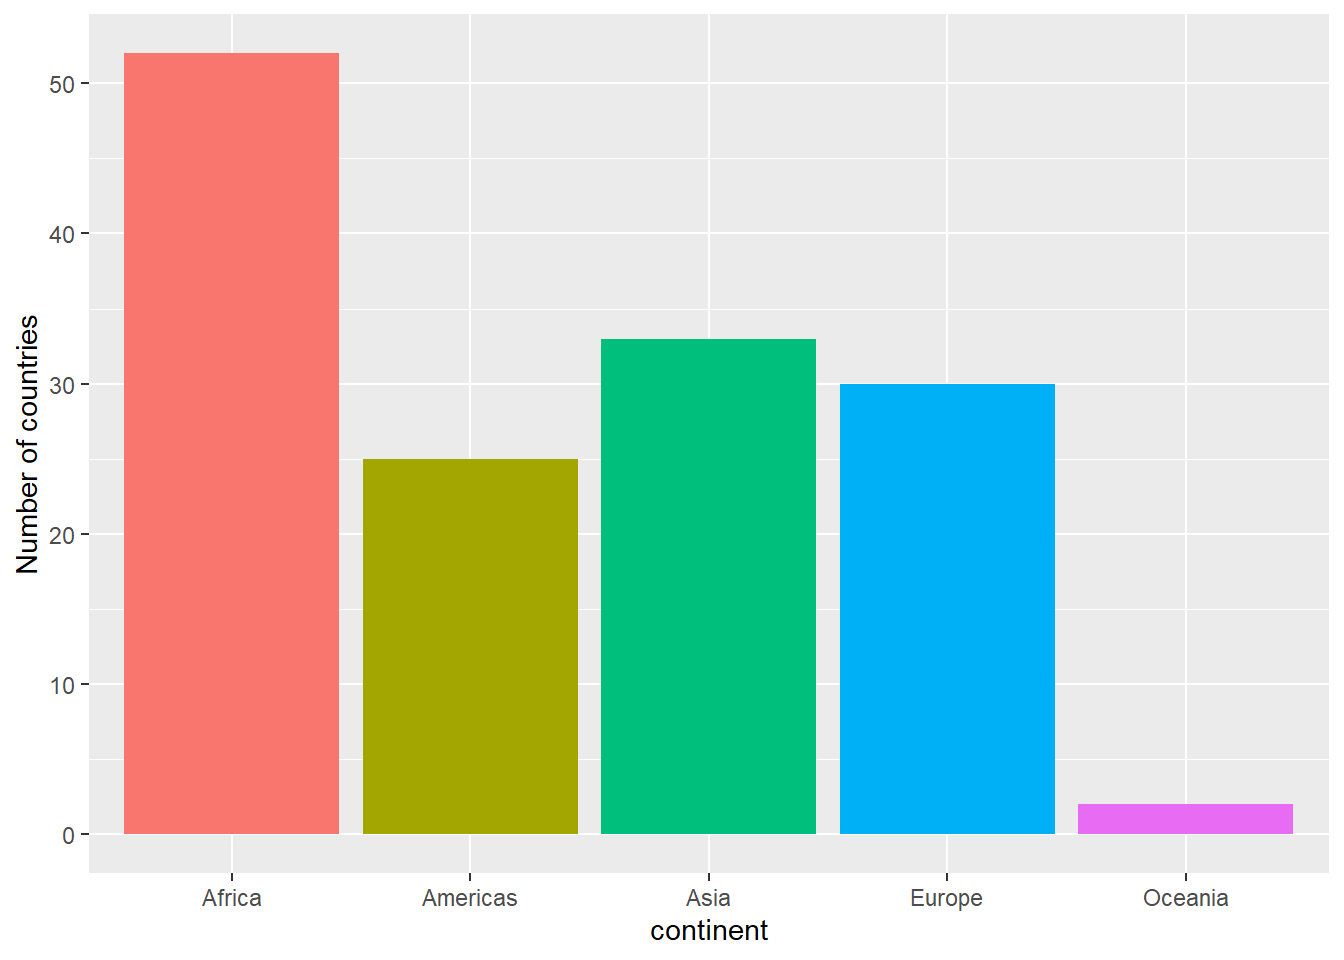 50
40
30
20
10
0
Number of countries
Africa
Americas
Asia
Europe
Oceania
continent